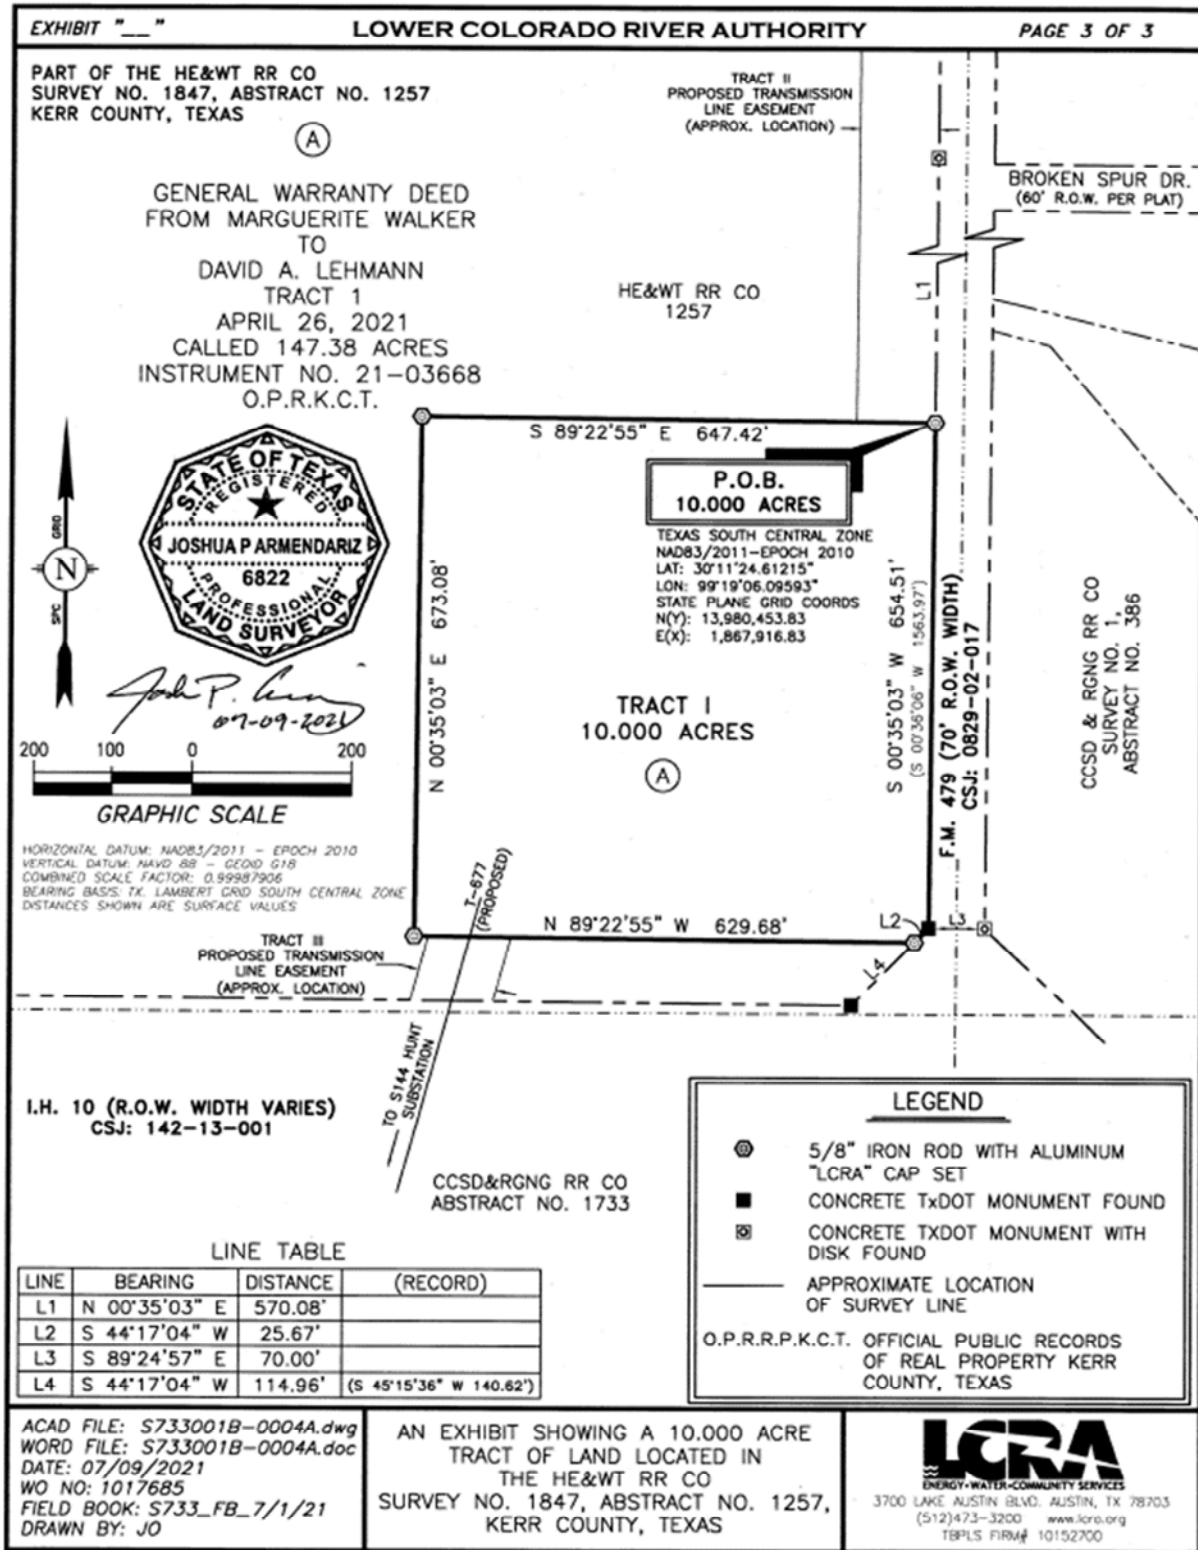 EXHIBIT "__"
LOWER COLORADO RIVER AUTHORITY
PAGE 3 OF 3
PART OF THE HE&WT RR CO
SURVEY NO. 1847, ABSTRACT NO. 1257
KERR COUNTY, TEXAS
A
GENERAL WARRANTY DEED
FROM MARGUERITE WALKER
TO
DAVID A. LEHMANN
TRACT 1
APRIL 26, 2021
CALLED 147.38 ACRES
INSTRUMENT NO. 21-03668
O.P.R.K.C.T.
TRACT II
PROPOSED TRANSMISSION
LINE EASEMENT
(APPROX. LOCATION)
BROKEN SPUR DR.
(60' R.O.W. PER PLAT)
HE&WT RR CO
1257
L1
S 89°22'55" E 647.42'
P.O.B.
10.000 ACRES
TEXAS SOUTH CENTRAL ZONE
NAD83/2011-EPOCH 2010
LAT: 30°11'24.61215"
LON: 99°19'06.09593"
STATE PLANE GRID COORDS
N(Y): 13,980,453.83
E(X): 1,867,916.83
GRID
N
SPC
STATE OF TEXAS
REGISTERED
JOSHUA P ARMENDARIZ
6822
PROFESSIONAL
LAND SURVEYOR
07-09-2021
N 00°35'03" E 673.08'
S 00°35'03" W 654.51'
(S 00°36'06" W 1563.97')
F.M. 479 (70' R.O.W. WIDTH)
CSJ: 0829-02-017
CCSD & RGNG RR CO
SURVEY NO. 1,
ABSTRACT NO. 386
TRACT I
10.000 ACRES
A
200 100 0 200
GRAPHIC SCALE
HORIZONTAL DATUM: NAD83/2011 - EPOCH 2010
VERTICAL DATUM: NAVD 88 - GEOID G18
COMBINED SCALE FACTOR: 0.99987906
BEARING BASIS: TX. LAMBERT GRID SOUTH CENTRAL ZONE
DISTANCES SHOWN ARE SURFACE VALUES
T-677
(PROPOSED)
N 89°22'55" W 629.68'
L2
L3
L4
TRACT III
PROPOSED TRANSMISSION
LINE EASEMENT
(APPROX. LOCATION)
TO S144 HUNT
SUBSTATION
I.H. 10 (R.O.W. WIDTH VARIES)
CSJ: 142-13-001
CCSD&RGNG RR CO
ABSTRACT NO. 1733
LEGEND
5/8" IRON ROD WITH ALUMINUM
"LCRA" CAP SET
CONCRETE TxDOT MONUMENT FOUND
CONCRETE TXDOT MONUMENT WITH
DISK FOUND
APPROXIMATE LOCATION
OF SURVEY LINE
O.P.R.R.P.K.C.T. OFFICIAL PUBLIC RECORDS
OF REAL PROPERTY KERR
COUNTY, TEXAS
LINE TABLE
LINE BEARING DISTANCE (RECORD)
L1 N 00°35'03" E 570.08'
L2 S 44°17'04" W 25.67'
L3 S 89°24'57" E 70.00'
L4 S 44°17'04" W 114.96' (S 45°15'36" W 140.62')
ACAD FILE: S733001B-0004A.dwg
WORD FILE: S733001B-0004A.doc
DATE: 07/09/2021
WO NO: 1017685
FIELD BOOK: S733_FB_7/1/21
DRAWN BY: JO
AN EXHIBIT SHOWING A 10.000 ACRE
TRACT OF LAND LOCATED IN
THE HE&WT RR CO
SURVEY NO. 1847, ABSTRACT NO. 1257,
KERR COUNTY, TEXAS
LCRA
ENERGY•WATER•COMMUNITY SERVICES
3700 LAKE AUSTIN BLVD. AUSTIN, TX 78703
(512)473-3200 www.lcra.org
TBPLS FIRM# 10152700